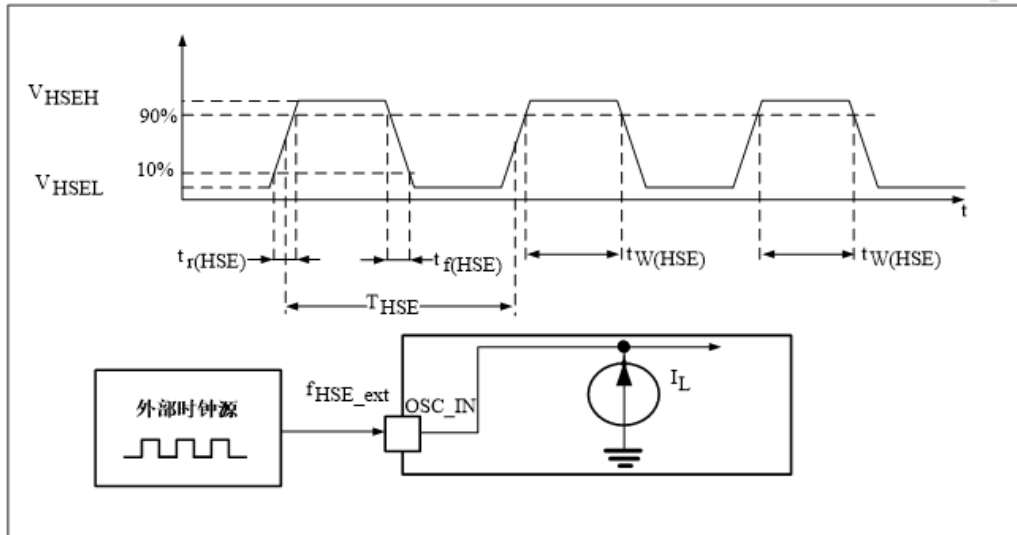 VHSEH
90%
10%
VHSEL
t
tr(HSE)
tf(HSE)
tW(HSE)
tW(HSE)
THSE
fHSE_ext
OSC_IN
IL
外部时钟源